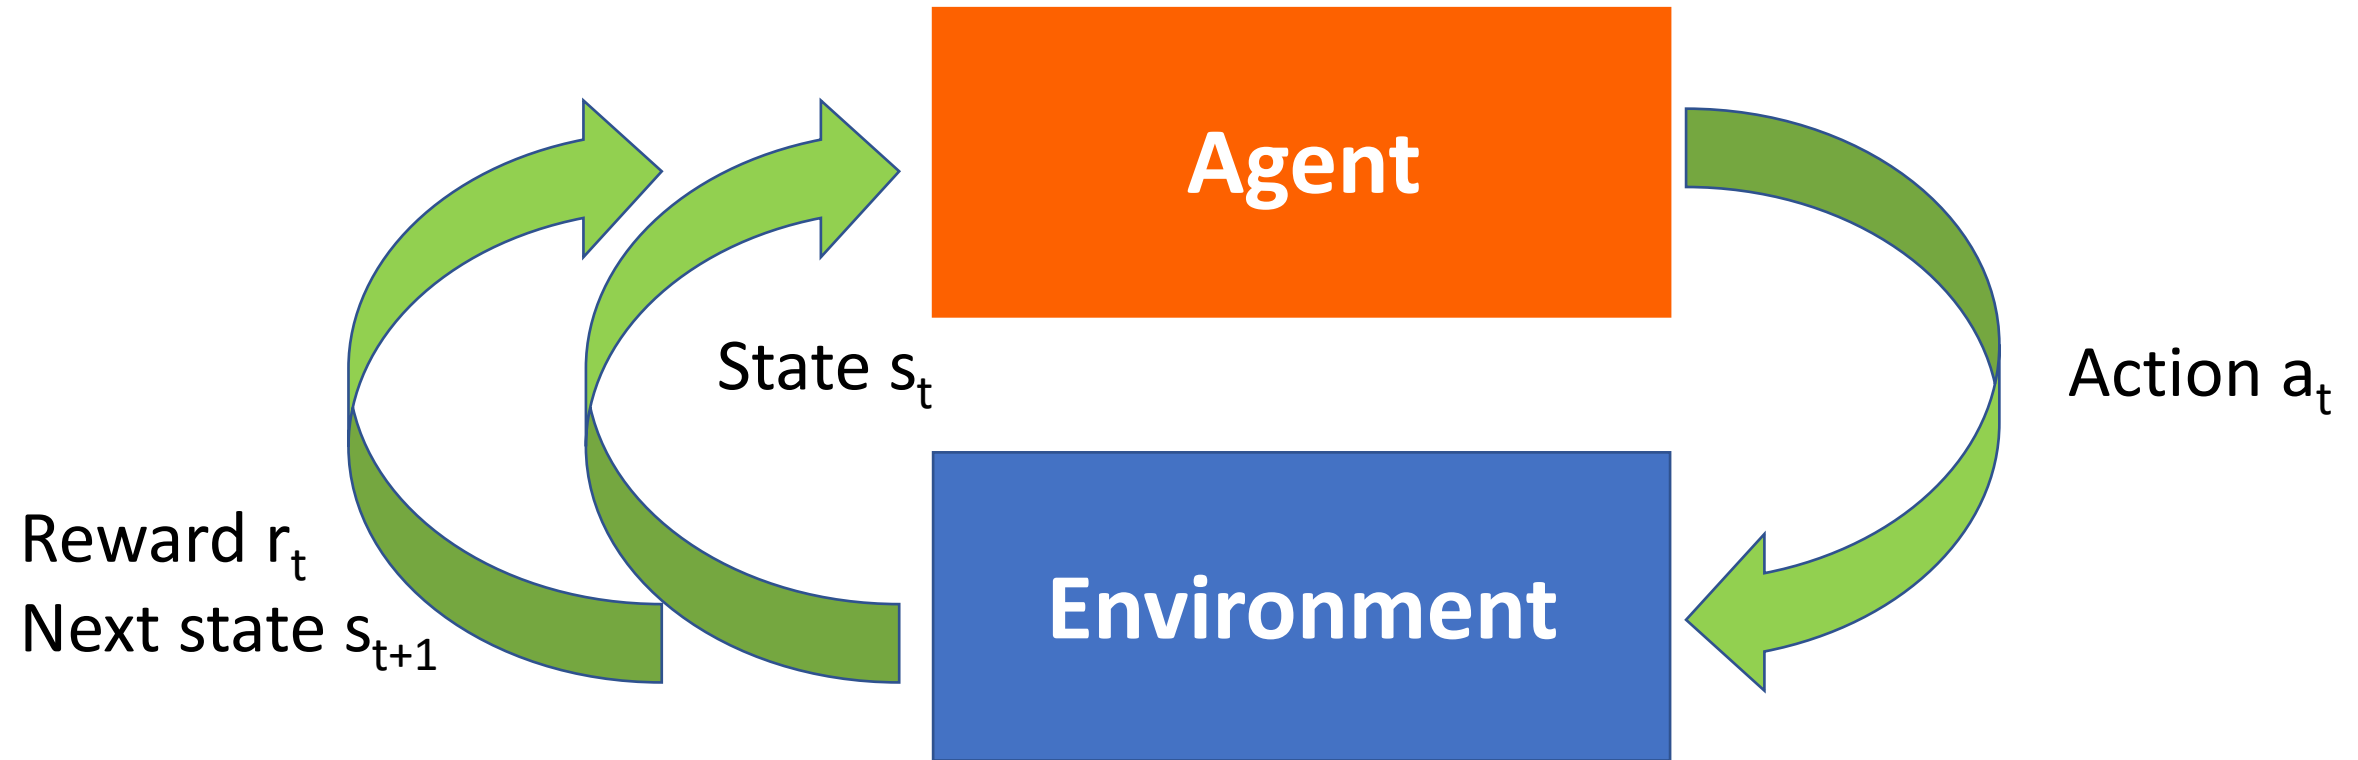 Agent
State sₜ
Action aₜ
Reward rₜ
Next state sₜ₊₁
Environment